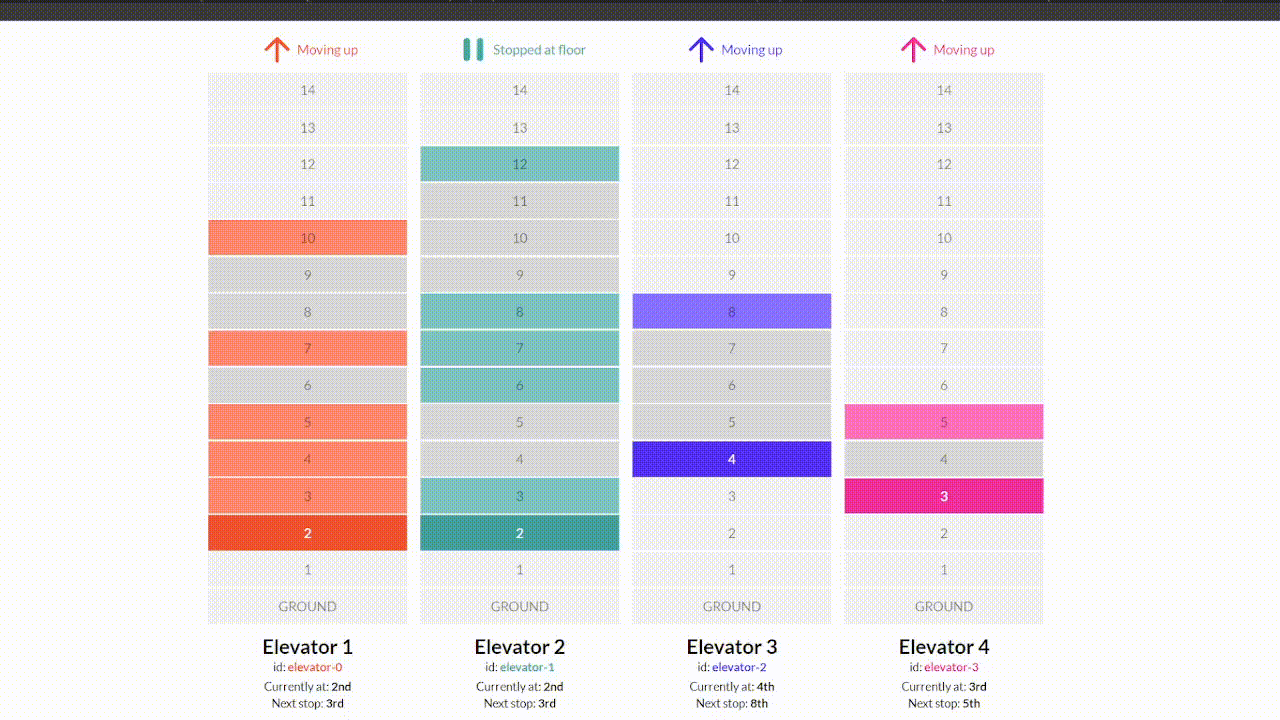 Moving up Stopped at floor Moving up Moving up
14 14 14 14
13 13 13 13
12 12 12 12
11 11 11 11
10 10 10 10
9 9 9 9
8 8 8 8
7 7 7 7
6 6 6 6
5 5 5 5
4 4 4 4
3 3 3 3
2 2 2 2
1 1 1 1
GROUND GROUND GROUND GROUND
Elevator 1 Elevator 2 Elevator 3 Elevator 4
id: elevator-0 id: elevator-1 id: elevator-2 id: elevator-3
Currently at: 2nd Currently at: 2nd Currently at: 4th Currently at: 3rd
Next stop: 3rd Next stop: 3rd Next stop: 8th Next stop: 5th